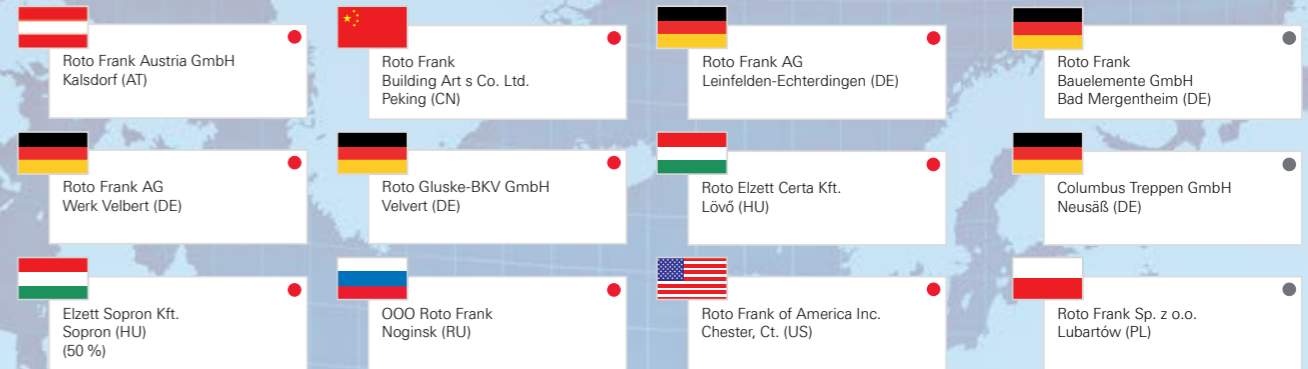 Roto Frank Austria GmbH
Kalsdorf (AT)
Roto Frank
Building Art s Co. Ltd.
Peking (CN)
Roto Frank AG
Leinfelden-Echterdingen (DE)
Roto Frank
Bauelemente GmbH
Bad Mergentheim (DE)
Roto Frank AG
Werk Velbert (DE)
Roto Gluske-BKV GmbH
Velvert (DE)
Roto Elzett Certa Kft.
Lövő (HU)
Columbus Treppen GmbH
Neusäß (DE)
Elzett Sopron Kft.
Sopron (HU)
(50 %)
OOO Roto Frank
Noginsk (RU)
Roto Frank of America Inc.
Chester, Ct. (US)
Roto Frank Sp. z o.o.
Lubartów (PL)